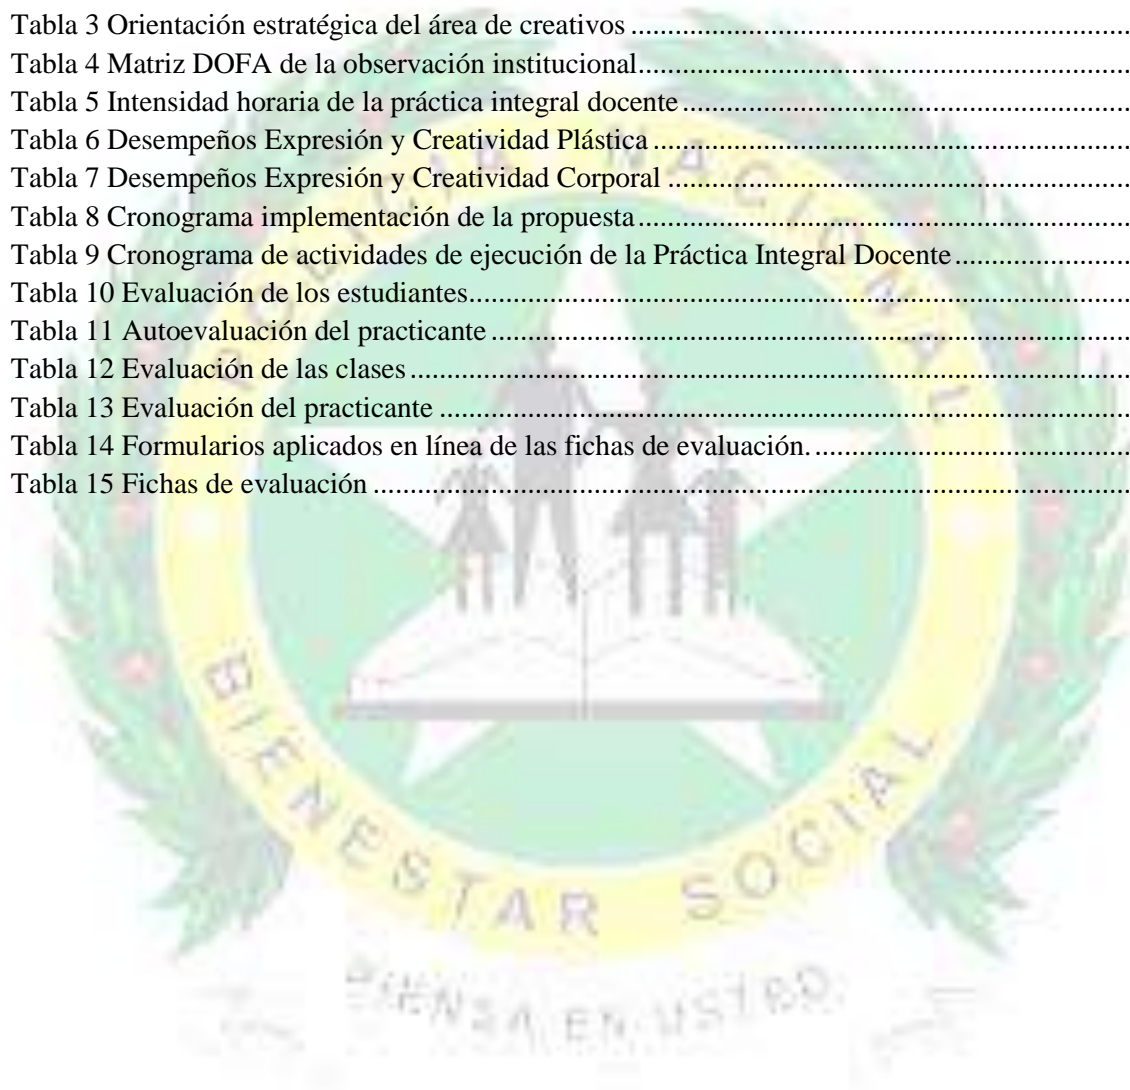 Tabla 3 Orientación estratégica del área de creativos ..........................................................................
Tabla 4 Matriz DOFA de la observación institucional..........................................................................
Tabla 5 Intensidad horaria de la práctica integral docente ..................................................................
Tabla 6 Desempeños Expresión y Creatividad Plástica .......................................................................
Tabla 7 Desempeños Expresión y Creatividad Corporal .....................................................................
Tabla 8 Cronograma implementación de la propuesta .........................................................................
Tabla 9 Cronograma de actividades de ejecución de la Práctica Integral Docente ..........................
Tabla 10 Evaluación de los estudiantes..................................................................................................
Tabla 11 Autoevaluación del practicante ...............................................................................................
Tabla 12 Evaluación de las clases ...........................................................................................................
Tabla 13 Evaluación del practicante .......................................................................................................
Tabla 14 Formularios aplicados en línea de las fichas de evaluación. ...............................................
Tabla 15 Fichas de evaluación .................................................................................................................
POLICIA NACIONAL
BIENESTAR SOCIAL
PIENSA EN USTED